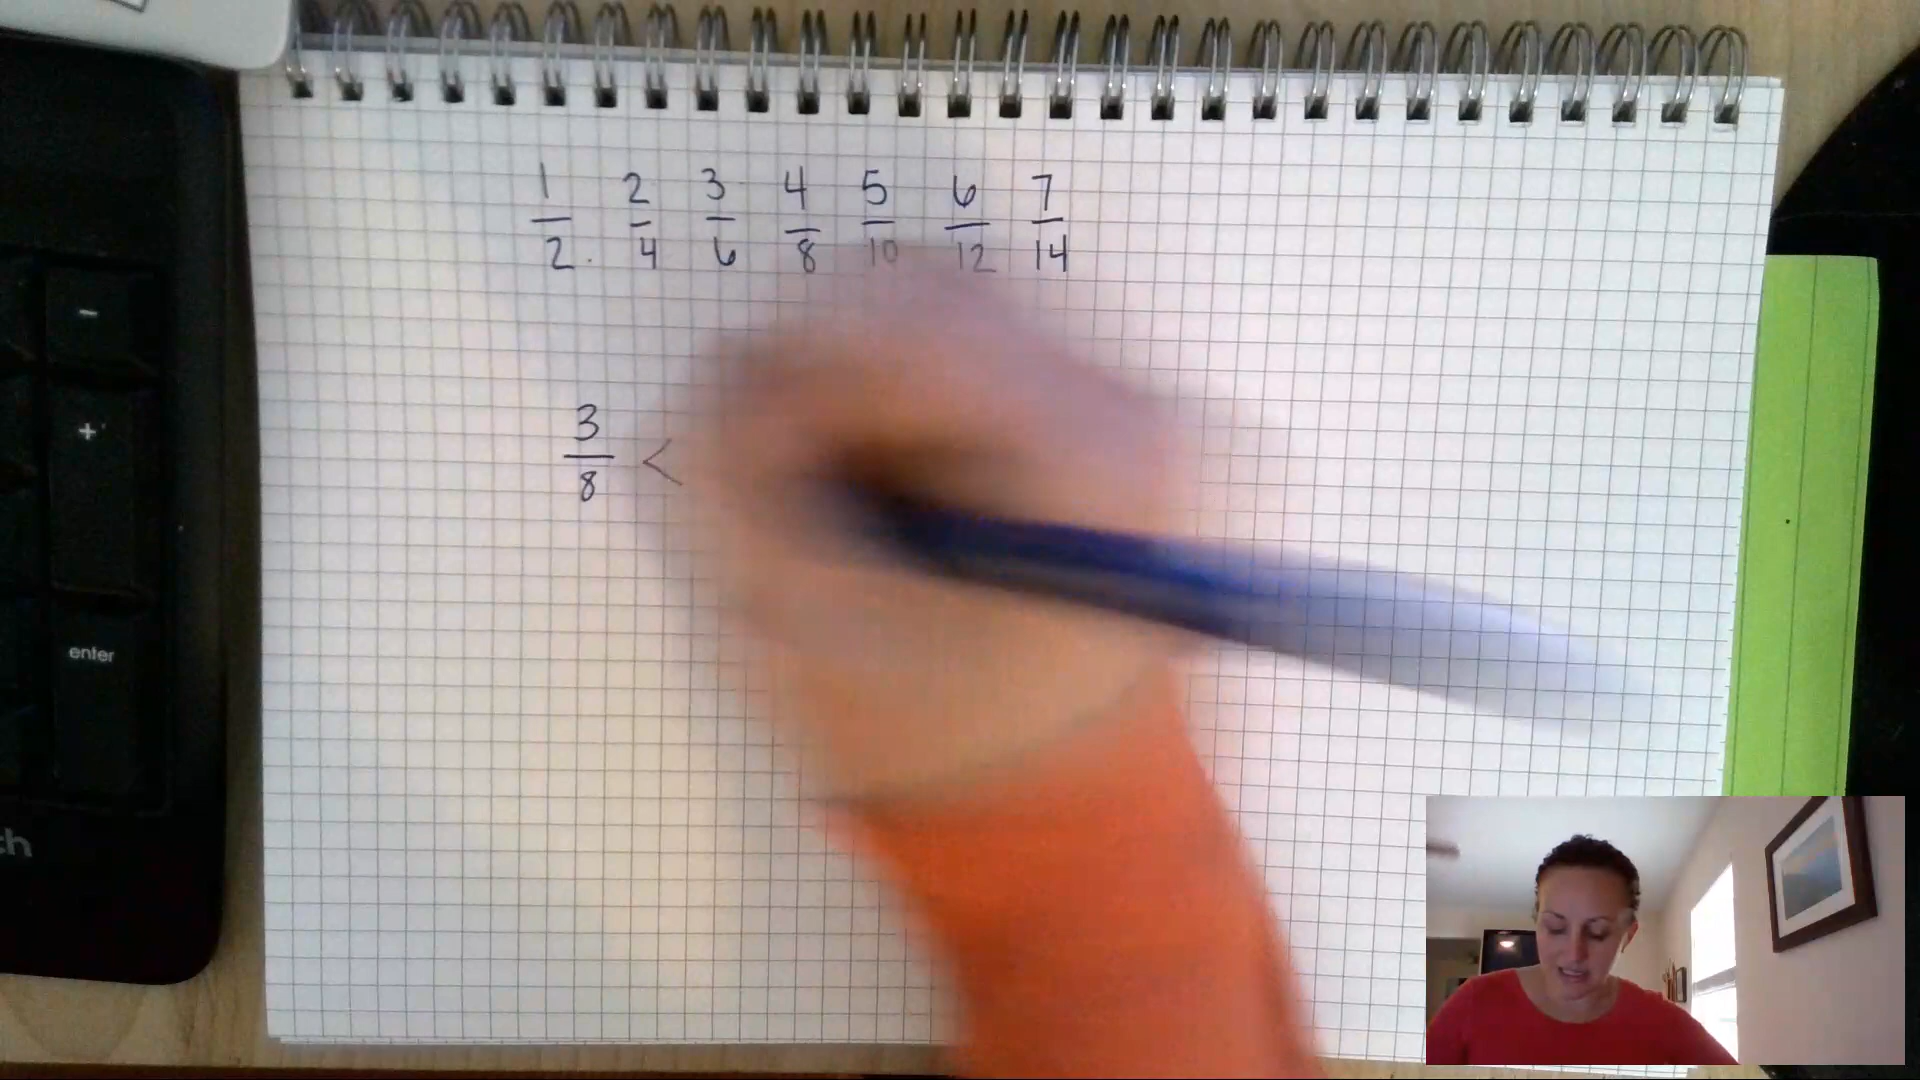 1/2 . 2/4 3/6 4/8 5/10 6/12 7/14
3/8 <
-
+
enter